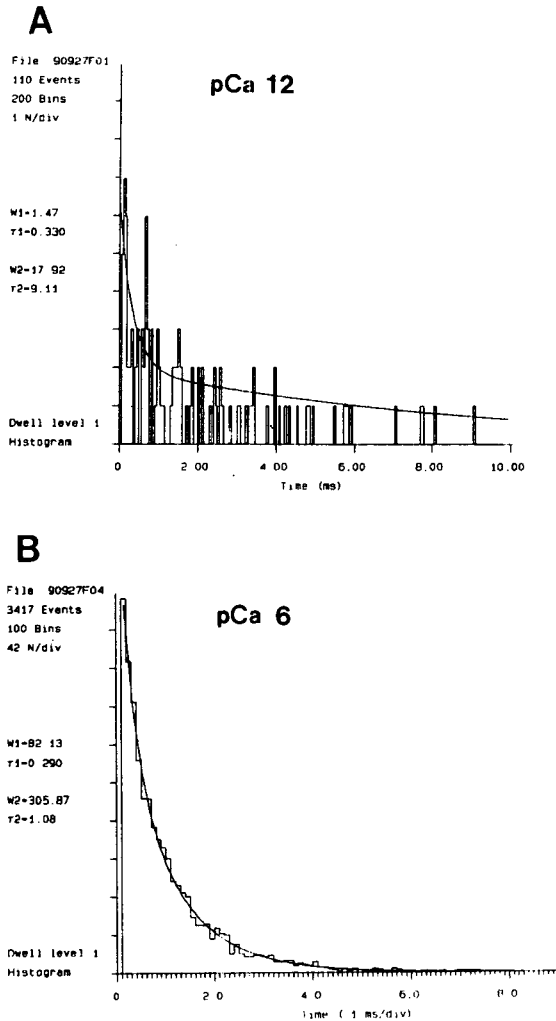 A
File 90927F01
110 Events
200 Bins
1 N/div
pCa 12
W1=1.47
τ1=0.330
W2=17 92
τ2=9.11
Dwell level 1
Histogram
0 2 00 4 00 6.00 8 00 10.00
Time (ms)
B
File 90927F04
3417 Events
100 Bins
42 N/div
pCa 6
W1=82 13
τ1=0 290
W2=305.87
τ2=1.08
Dwell level 1
Histogram
0 2 0 4 0 6.0 8 0
Time ( 1 ms/div)